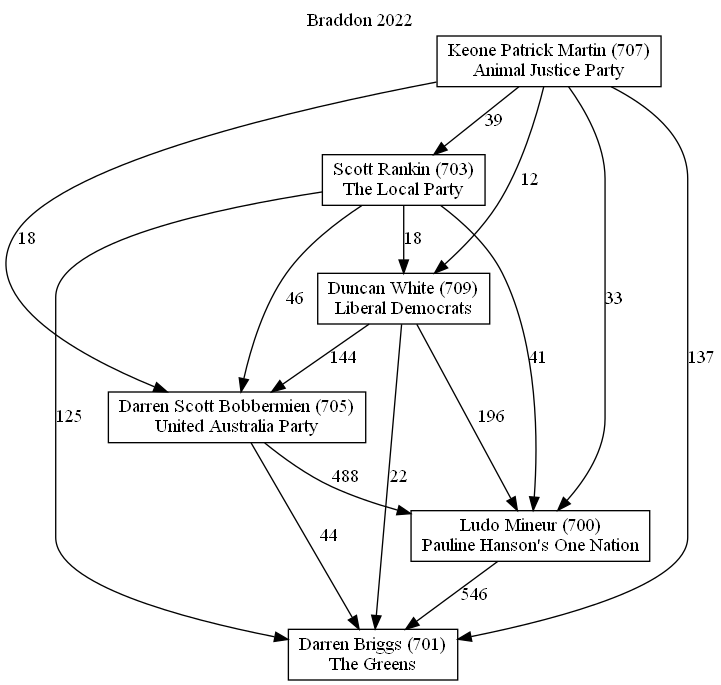 Braddon 2022
Keone Patrick Martin (707)
Animal Justice Party
39
Scott Rankin (703)
The Local Party
12
18
18
Duncan White (709)
Liberal Democrats
46
33
144
41
137
Darren Scott Bobbermien (705)
United Australia Party
125
196
488
22
Ludo Mineur (700)
Pauline Hanson's One Nation
44
546
Darren Briggs (701)
The Greens